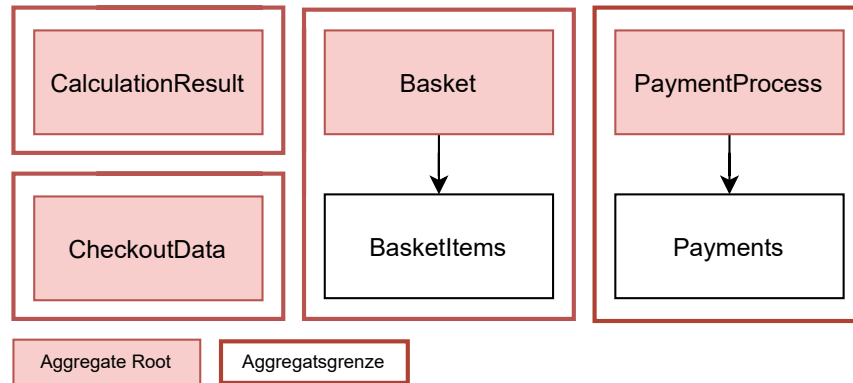 CalculationResult
Basket
PaymentProcess
CheckoutData
BasketItems
Payments
Aggregate Root
Aggregatsgrenze